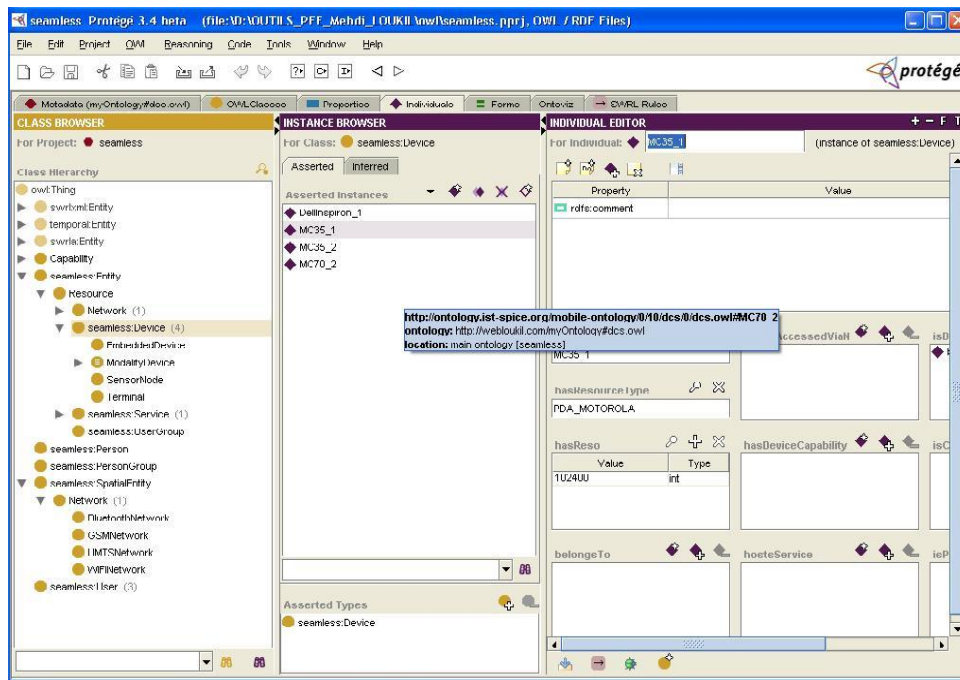 seamless Protégé 3.4 beta (file:\D:\OUTILS_PFE_Mehdi_LOUKIL\owl\seamless.pprj, OWL / RDF Files)
File Edit Project OWL Reasoning Code Tools Window Help
protégé
Metadata (myOntology#dcs.owl) OWLClasses Properties Individuals Forms Ontoviz SWRL Rules
CLASS BROWSER
For Project: seamless
Class Hierarchy
owl:Thing
swrlxml:Entity
temporal:Entity
swrla:Entity
Capability
seamless:Entity
Resource
Network (1)
seamless:Device (4)
EmbeddedDevice
ModalityDevice
SensorNode
Terminal
seamless:Service (1)
seamless:UserGroup
seamless:Person
seamless:PersonGroup
seamless:SpatialEntity
Network (1)
BluetoothNetwork
GSMNetwork
UMTSNetwork
WiFiNetwork
seamless:User (3)
INSTANCE BROWSER
For Class: seamless:Device
Asserted Inferred
Asserted Instances
DellInspiron_1
MC35_1
MC35_2
MC70_2
Asserted Types
seamless:Device
INDIVIDUAL EDITOR + - F T
For Individual: MC35_1 (instance of seamless:Device)
Property Value
rdfs:comment
http://ontology.ist-spice.org/mobile-ontology/0/10/dcs/0/dcs.owl#MC70_2
ontology: http://webloukil.com/myOntology#dcs.owl
location: main ontology [seamless]
AccessedViaN isD
MC35_1
hasResourceType
PDA_MOTOROLA
hasReso hasDeviceCapability isC
Value Type
102400 int
belongsTo hostsService isP